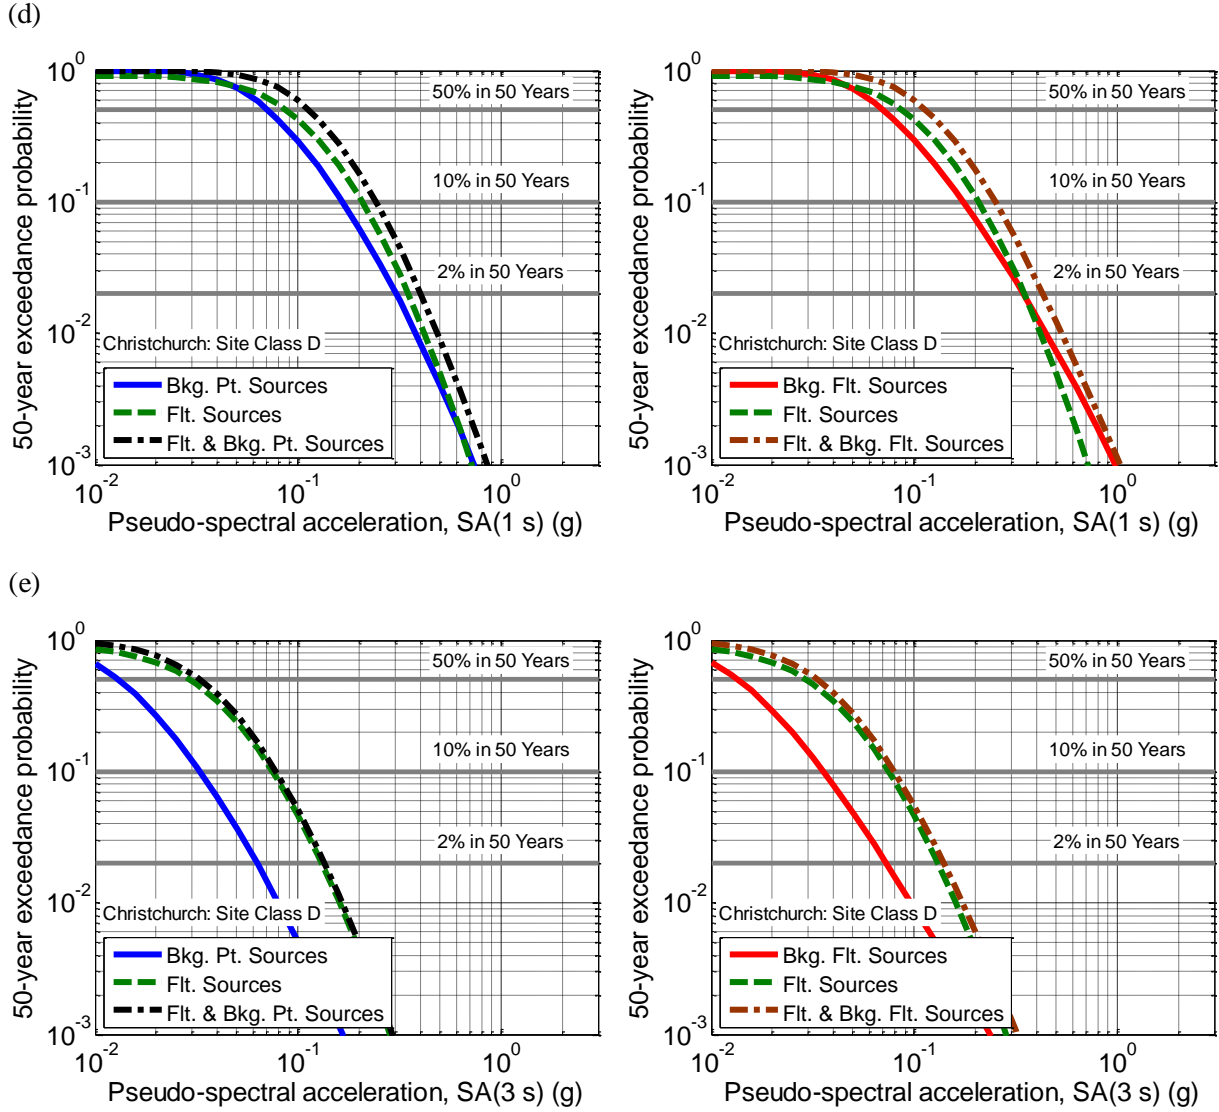 (d)
50-year exceedance probability
10^0
10^-1
10^-2
10^-3
50% in 50 Years
10% in 50 Years
2% in 50 Years
Christchurch: Site Class D
Bkg. Pt. Sources
Flt. Sources
Flt. & Bkg. Pt. Sources
10^-2
10^-1
10^0
Pseudo-spectral acceleration, SA(1 s) (g)
50-year exceedance probability
10^0
10^-1
10^-2
10^-3
50% in 50 Years
10% in 50 Years
2% in 50 Years
Christchurch: Site Class D
Bkg. Flt. Sources
Flt. Sources
Flt. & Bkg. Flt. Sources
10^-2
10^-1
10^0
Pseudo-spectral acceleration, SA(1 s) (g)
(e)
50-year exceedance probability
10^0
10^-1
10^-2
10^-3
50% in 50 Years
10% in 50 Years
2% in 50 Years
Christchurch: Site Class D
Bkg. Pt. Sources
Flt. Sources
Flt. & Bkg. Pt. Sources
10^-2
10^-1
10^0
Pseudo-spectral acceleration, SA(3 s) (g)
50-year exceedance probability
10^0
10^-1
10^-2
10^-3
50% in 50 Years
10% in 50 Years
2% in 50 Years
Christchurch: Site Class D
Bkg. Flt. Sources
Flt. Sources
Flt. & Bkg. Flt. Sources
10^-2
10^-1
10^0
Pseudo-spectral acceleration, SA(3 s) (g)